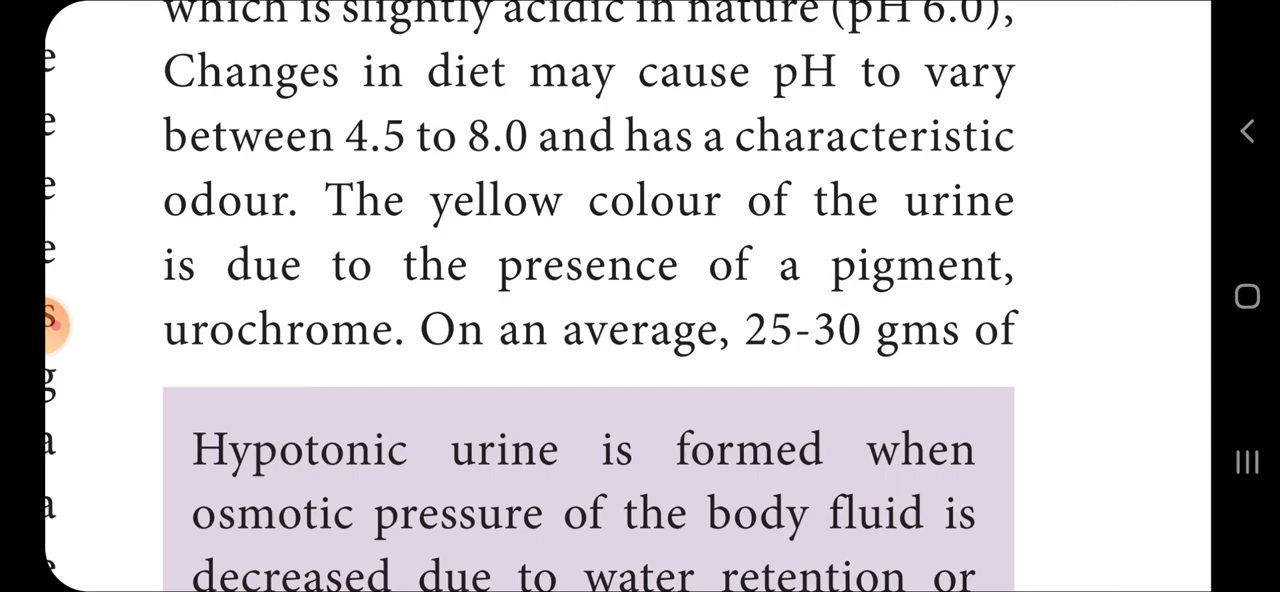 which is slightly acidic in nature (pH 6.0),
Changes in diet may cause pH to vary
between 4.5 to 8.0 and has a characteristic
odour. The yellow colour of the urine
is due to the presence of a pigment,
urochrome. On an average, 25-30 gms of
Hypotonic urine is formed when
osmotic pressure of the body fluid is
decreased due to water retention or